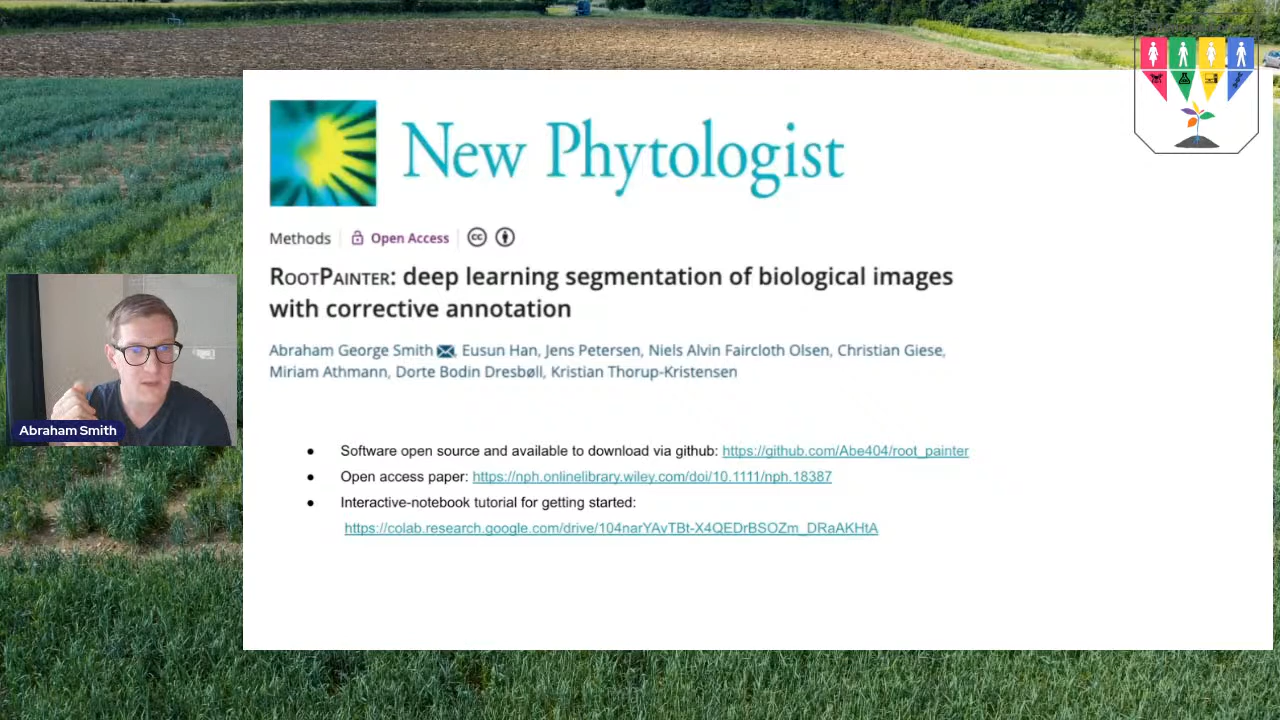 New Phytologist
Methods
Open Access
cc
ROOTPAINTER: deep learning segmentation of biological images
with corrective annotation
Abraham George Smith , Eusun Han, Jens Petersen, Niels Alvin Faircloth Olsen, Christian Giese,
Miriam Athmann, Dorte Bodin Dresbøll, Kristian Thorup-Kristensen
Abraham Smith
● Software open source and available to download via github: https://github.com/Abe404/root_painter
● Open access paper: https://nph.onlinelibrary.wiley.com/doi/10.1111/nph.18387
● Interactive-notebook tutorial for getting started:
https://colab.research.google.com/drive/104narYAvTBt-X4QEDrBSOZm_DRaAKHtA